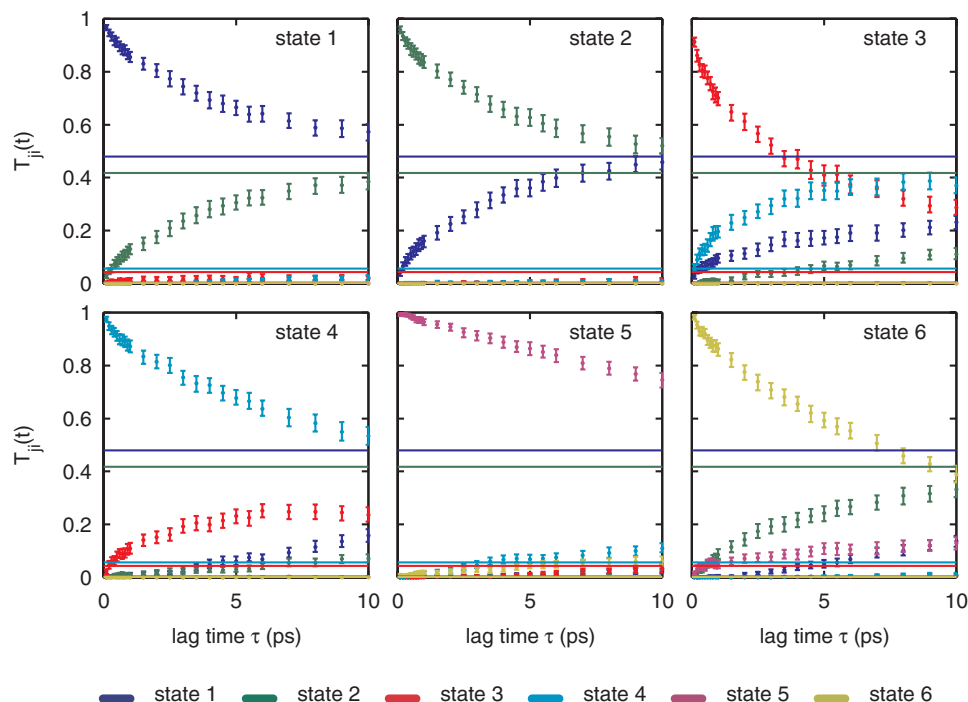 1
0.8
0.6
0.4
0.2
0
T_ji(t)
state 1
state 2
state 3
1
0.8
0.6
0.4
0.2
0
T_ji(t)
state 4
state 5
state 6
0 5 10
0 5 10
0 5 10
lag time τ (ps)
lag time τ (ps)
lag time τ (ps)
state 1 state 2 state 3 state 4 state 5 state 6